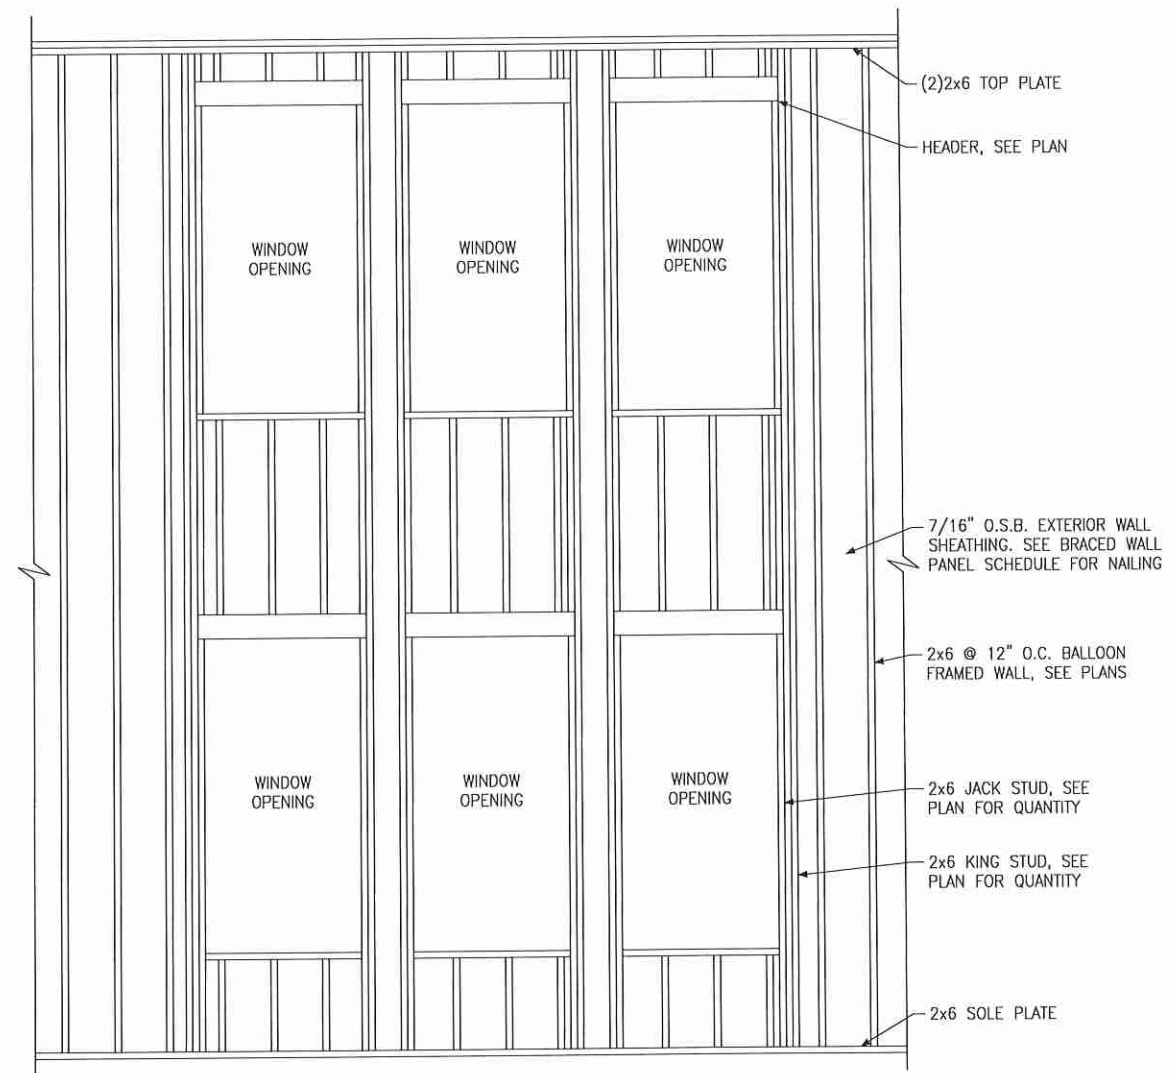 (2)2x6 TOP PLATE
HEADER, SEE PLAN
WINDOW
OPENING
WINDOW
OPENING
WINDOW
OPENING
7/16" O.S.B. EXTERIOR WALL
SHEATHING. SEE BRACED WALL
PANEL SCHEDULE FOR NAILING
2x6 @ 12" O.C. BALLOON
FRAMED WALL, SEE PLANS
WINDOW
OPENING
WINDOW
OPENING
WINDOW
OPENING
2x6 JACK STUD, SEE
PLAN FOR QUANTITY
2x6 KING STUD, SEE
PLAN FOR QUANTITY
2x6 SOLE PLATE